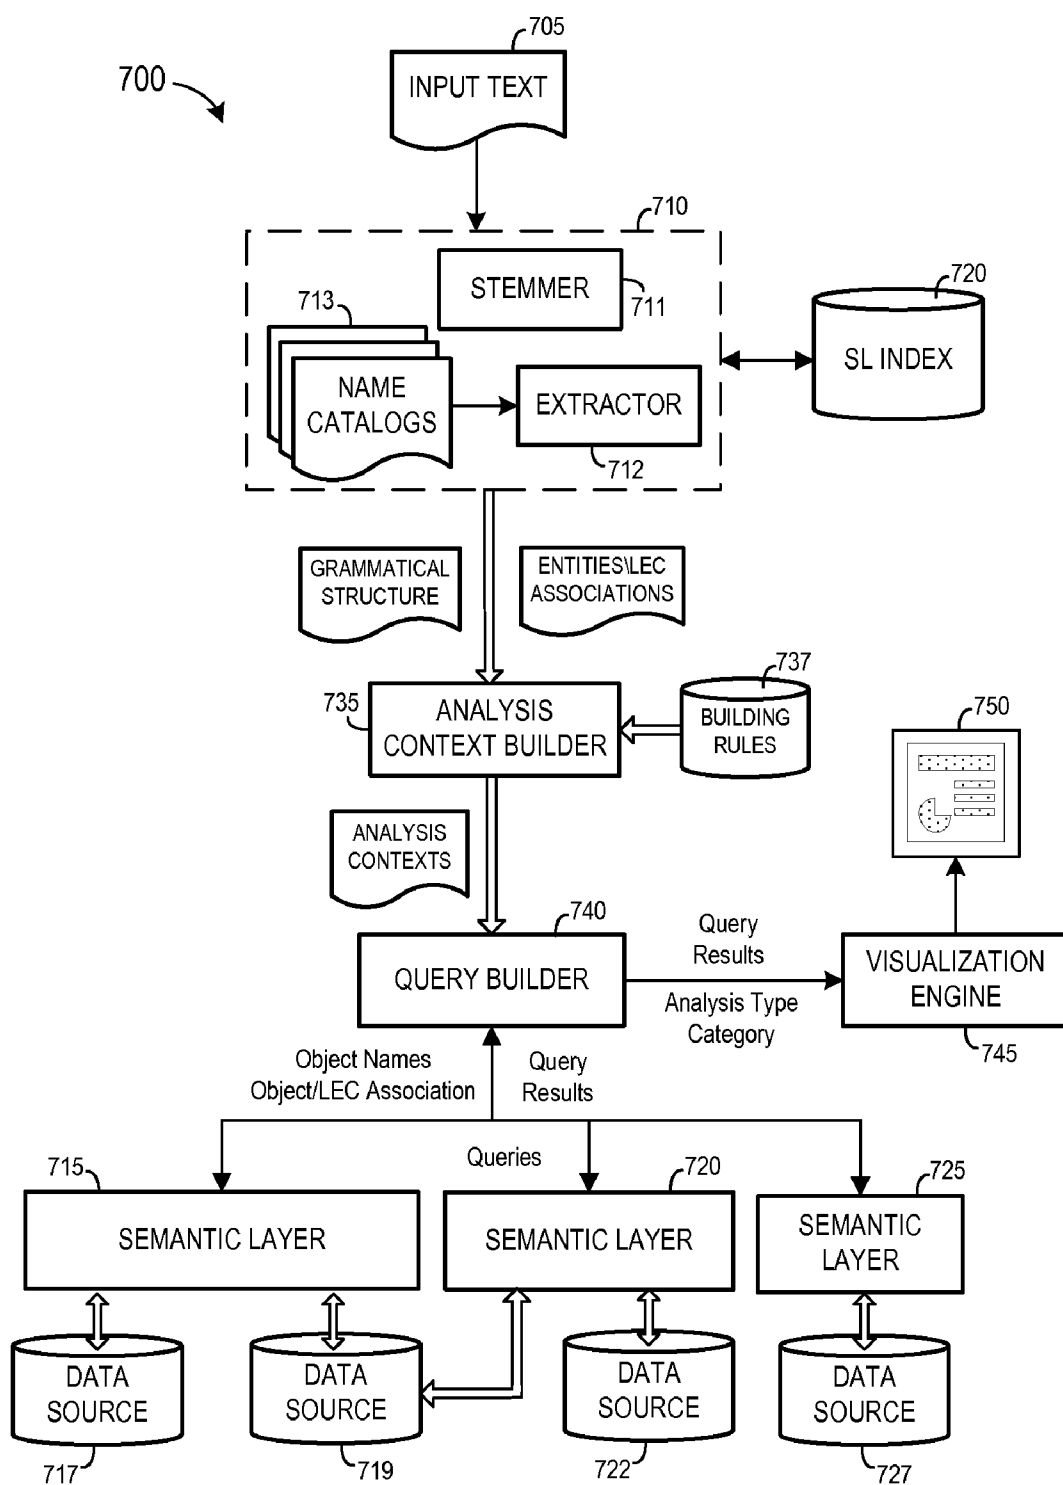 705
700
INPUT TEXT
710
STEMMER
711
720
SL INDEX
713
NAME
CATALOGS
EXTRACTOR
712
GRAMMATICAL
STRUCTURE
ENTITIES\LEC
ASSOCIATIONS
735
ANALYSIS
CONTEXT BUILDER
737
BUILDING
RULES
750
ANALYSIS
CONTEXTS
740
QUERY BUILDER
Query
Results
Analysis Type
Category
VISUALIZATION
ENGINE
745
Object Names
Object/LEC Association
Query
Results
Queries
715
SEMANTIC LAYER
720
SEMANTIC LAYER
725
SEMANTIC
LAYER
DATA
SOURCE
717
DATA
SOURCE
719
DATA
SOURCE
722
DATA
SOURCE
727